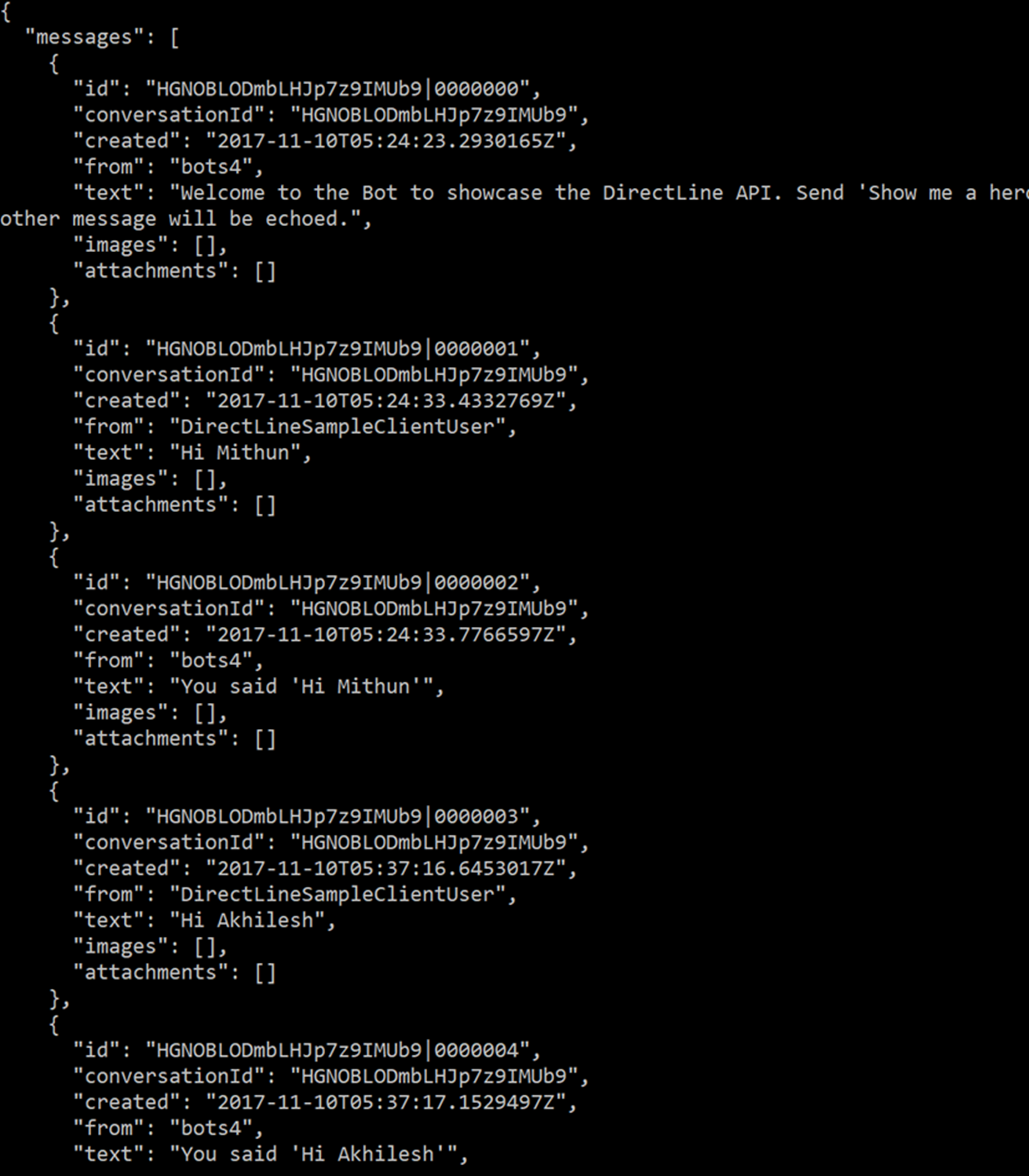 {
  "messages": [
    {
      "id": "HGNOBLODmbLHJp7z9IMUb9|0000000",
      "conversationId": "HGNOBLODmbLHJp7z9IMUb9",
      "created": "2017-11-10T05:24:23.2930165Z",
      "from": "bots4",
      "text": "Welcome to the Bot to showcase the DirectLine API. Send 'Show me a
other message will be echoed.",
      "images": [],
      "attachments": []
    },
    {
      "id": "HGNOBLODmbLHJp7z9IMUb9|0000001",
      "conversationId": "HGNOBLODmbLHJp7z9IMUb9",
      "created": "2017-11-10T05:24:33.4332769Z",
      "from": "DirectLineSampleClientUser",
      "text": "Hi Mithun",
      "images": [],
      "attachments": []
    },
    {
      "id": "HGNOBLODmbLHJp7z9IMUb9|0000002",
      "conversationId": "HGNOBLODmbLHJp7z9IMUb9",
      "created": "2017-11-10T05:24:33.7766597Z",
      "from": "bots4",
      "text": "You said 'Hi Mithun'",
      "images": [],
      "attachments": []
    },
    {
      "id": "HGNOBLODmbLHJp7z9IMUb9|0000003",
      "conversationId": "HGNOBLODmbLHJp7z9IMUb9",
      "created": "2017-11-10T05:37:16.6453017Z",
      "from": "DirectLineSampleClientUser",
      "text": "Hi Akhilesh",
      "images": [],
      "attachments": []
    },
    {
      "id": "HGNOBLODmbLHJp7z9IMUb9|0000004",
      "conversationId": "HGNOBLODmbLHJp7z9IMUb9",
      "created": "2017-11-10T05:37:17.1529497Z",
      "from": "bots4",
      "text": "You said 'Hi Akhilesh'",